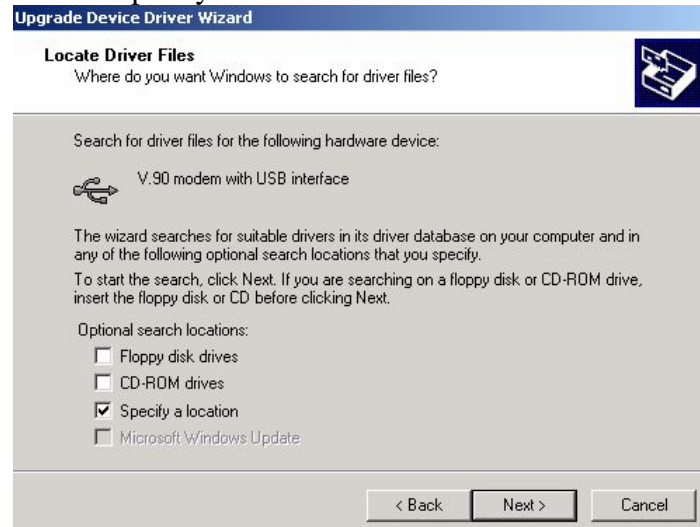 Upgrade Device Driver Wizard
Locate Driver Files
Where do you want Windows to search for driver files?
Search for driver files for the following hardware device:
V.90 modem with USB interface
The wizard searches for suitable drivers in its driver database on your computer and in
any of the following optional search locations that you specify.
To start the search, click Next. If you are searching on a floppy disk or CD-ROM drive,
insert the floppy disk or CD before clicking Next.
Optional search locations:
Floppy disk drives
CD-ROM drives
Specify a location
Microsoft Windows Update
< Back Next > Cancel